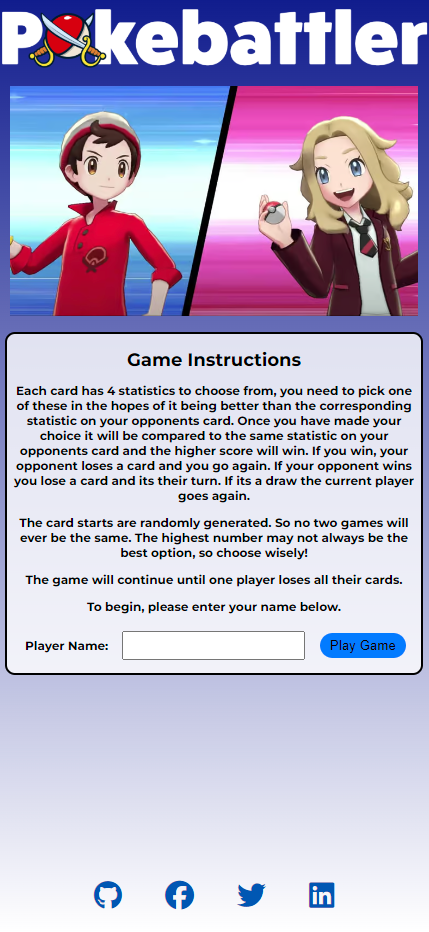 Pokebattler
Game Instructions
Each card has 4 statistics to choose from, you need to pick one
of these in the hopes of it being better than the corresponding
statistic on your opponents card. Once you have made your
choice it will be compared to the same statistic on your
opponents card and the higher score will win. If you win, your
opponent loses a card and you go again. If your opponent wins
you lose a card and its their turn. If its a draw the current player
goes again.
The card starts are randomly generated. So no two games will
ever be the same. The highest number may not always be the
best option, so choose wisely!
The game will continue until one player loses all their cards.
To begin, please enter your name below.
Player Name: Play Game